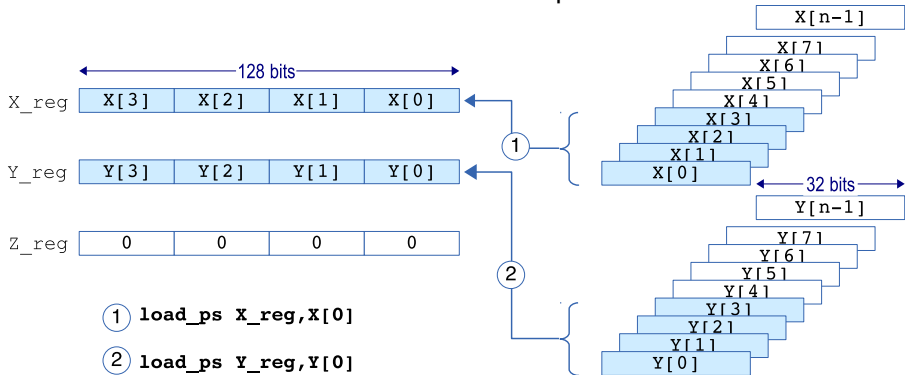 X[n-1]
X[7]
X[6]
X[5]
X[4]
X[3]
X[2]
X[1]
X[0]
128 bits
X_reg X[3] X[2] X[1] X[0]
1
Y_reg Y[3] Y[2] Y[1] Y[0]
32 bits
Y[n-1]
Y[7]
Y[6]
Y[5]
Y[4]
Y[3]
Y[2]
Y[1]
Y[0]
Z_reg 0 0 0 0
2
1 load_ps X_reg,X[0]
2 load_ps Y_reg,Y[0]